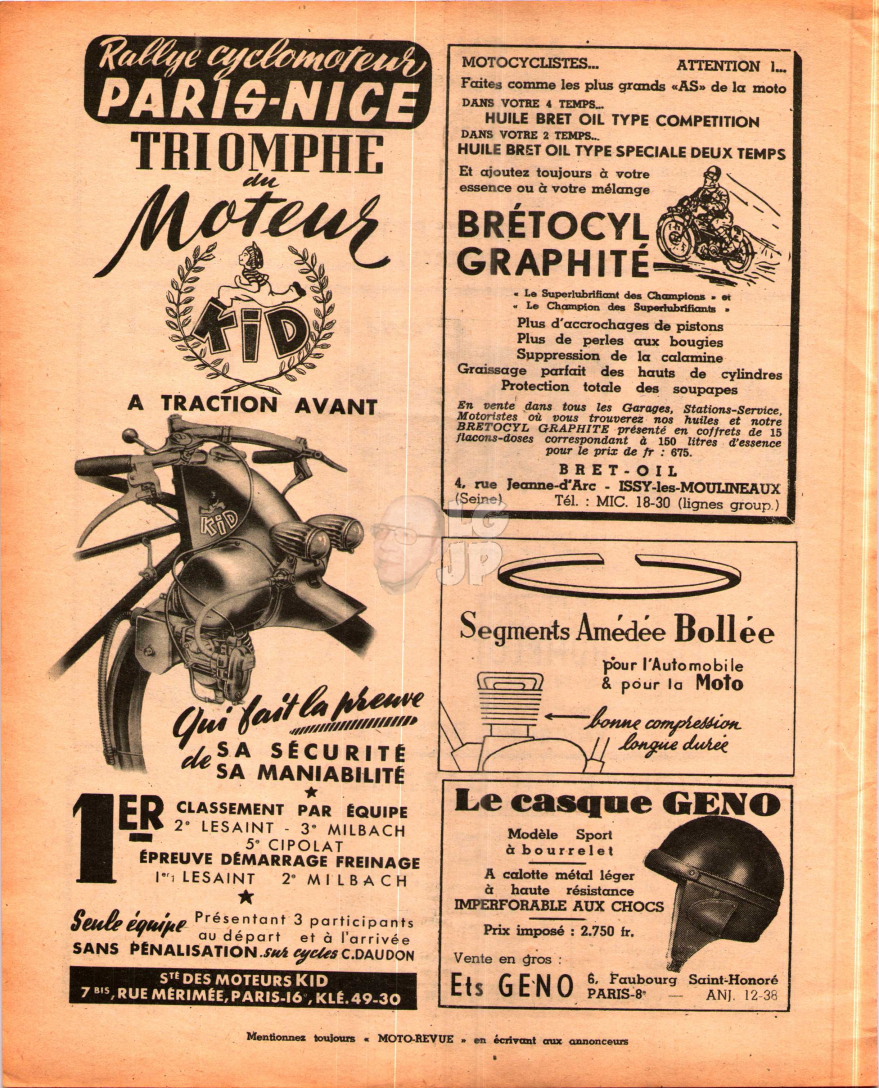 Rallye cyclomoteur
PARIS-NICE
TRIOMPHE
du
Moteur
KiD
A TRACTION AVANT
KiD
Qui fait la preuve
de SA SÉCURITÉ
SA MANIABILITÉ
1ER CLASSEMENT PAR ÉQUIPE
2e LESAINT - 3e MILBACH
5e CIPOLAT
ÉPREUVE DÉMARRAGE FREINAGE
1er LESAINT 2e MILBACH
Seule équipe Présentant 3 participants
au départ et à l'arrivée
SANS PÉNALISATION. sur cycles C.DAUDON
STÉ DES MOTEURS KID
7 BIS, RUE MÉRIMÉE, PARIS-16e, KLÉ. 49-30
MOTOCYCLISTES... ATTENTION !...
Faites comme les plus grands «AS» de la moto
DANS VOTRE 4 TEMPS...
HUILE BRET OIL TYPE COMPETITION
DANS VOTRE 2 TEMPS...
HUILE BRET OIL TYPE SPECIALE DEUX TEMPS
Et ajoutez toujours à votre
essence ou à votre mélange
BRÉTOCYL
GRAPHITÉ
« Le Superlubrifiant des Champions » et
« Le Champion des Superlubrifiants »
Plus d'accrochages de pistons
Plus de perles aux bougies
Suppression de la calamine
Graissage parfait des hauts de cylindres
Protection totale des soupapes
En vente dans tous les Garages, Stations-Service,
Motoristes où vous trouverez nos huiles et notre
BRETOCYL GRAPHITE présenté en coffrets de 15
flacons-doses correspondant à 150 litres d'essence
pour le prix de fr : 675.
BRET-OIL
4, rue Jeanne-d'Arc - ISSY-les-MOULINEAUX
(Seine) Tél. : MIC. 18-30 (lignes group.)
LG
JP
Segments Amédée Bollée
pour l'Automobile
& pour la Moto
bonne compression
longue durée
Le casque GENO
Modèle Sport
à bourrelet
A calotte métal léger
à haute résistance
IMPERFORABLE AUX CHOCS
Prix imposé : 2.750 fr.
Vente en gros :
Ets GENO 6, Faubourg Saint-Honoré
PARIS-8e — ANJ. 12-38
Mentionnez toujours « MOTO-REVUE » en écrivant aux annonceurs